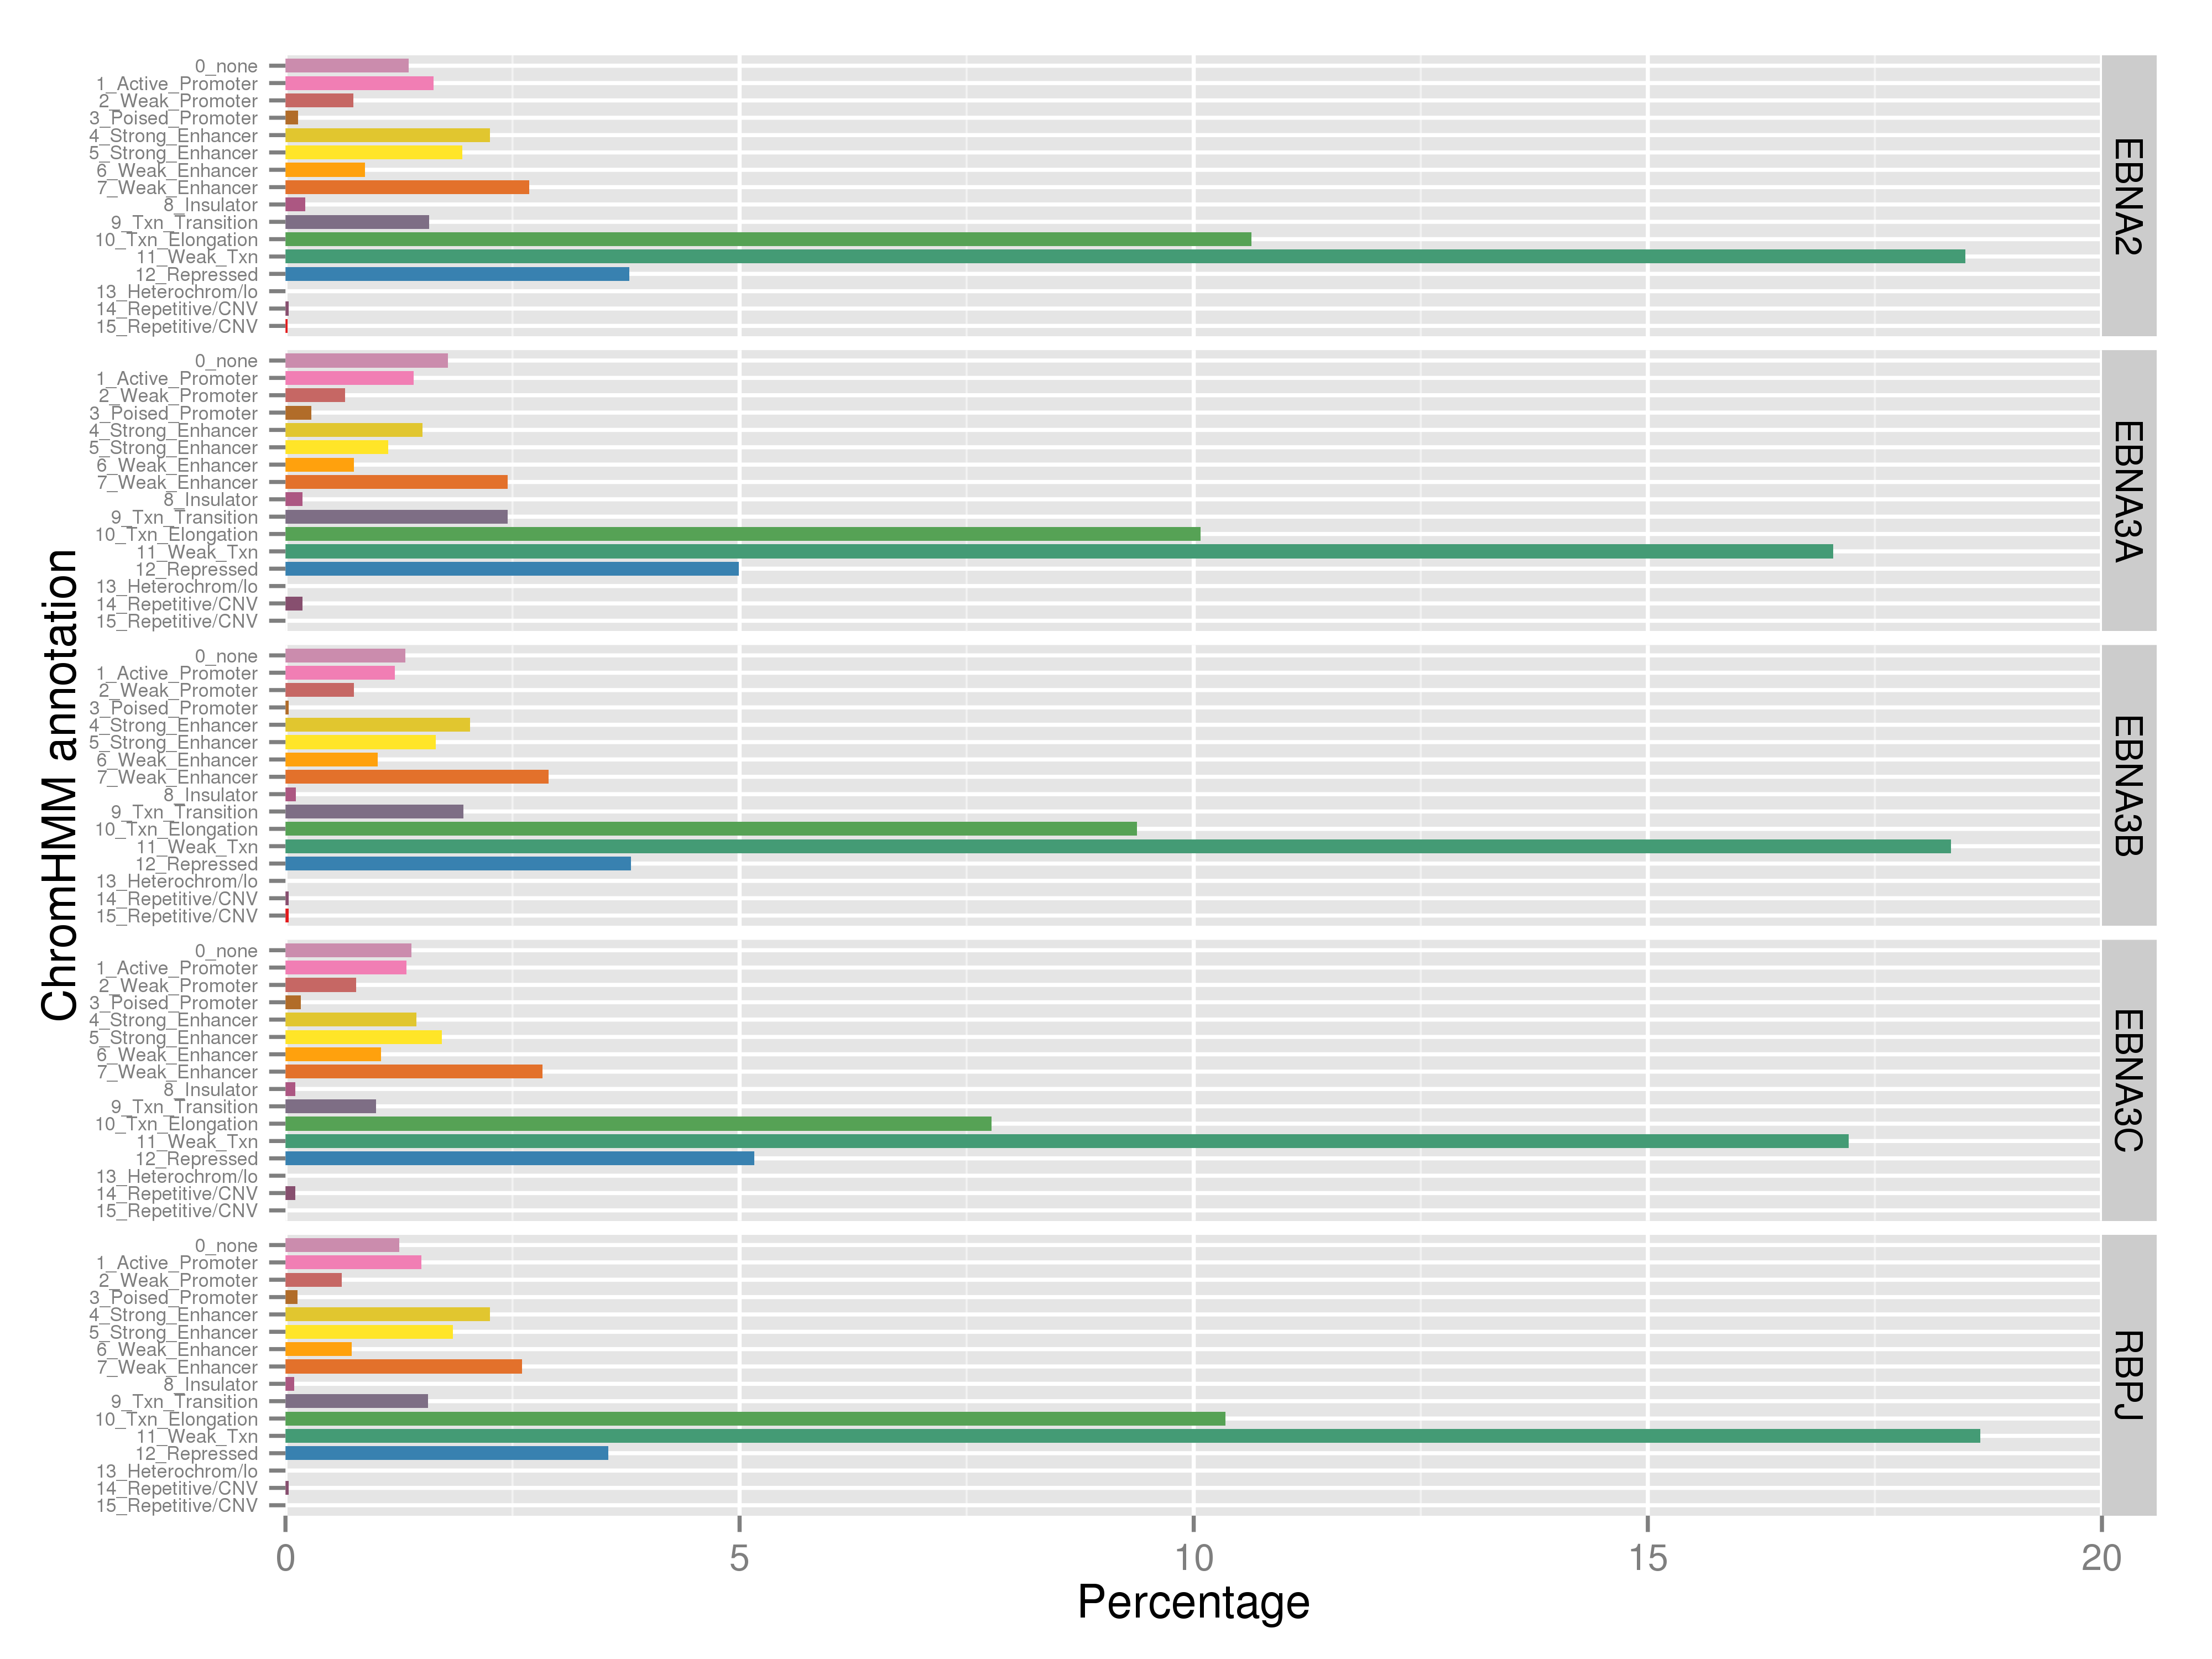 ChromHMM annotation
0_none
1_Active_Promoter
2_Weak_Promoter
3_Poised_Promoter
4_Strong_Enhancer
5_Strong_Enhancer
6_Weak_Enhancer
7_Weak_Enhancer
8_Insulator
9_Txn_Transition
10_Txn_Elongation
11_Weak_Txn
12_Repressed
13_Heterochrom/lo
14_Repetitive/CNV
15_Repetitive/CNV
EBNA2
0_none
1_Active_Promoter
2_Weak_Promoter
3_Poised_Promoter
4_Strong_Enhancer
5_Strong_Enhancer
6_Weak_Enhancer
7_Weak_Enhancer
8_Insulator
9_Txn_Transition
10_Txn_Elongation
11_Weak_Txn
12_Repressed
13_Heterochrom/lo
14_Repetitive/CNV
15_Repetitive/CNV
EBNA3A
0_none
1_Active_Promoter
2_Weak_Promoter
3_Poised_Promoter
4_Strong_Enhancer
5_Strong_Enhancer
6_Weak_Enhancer
7_Weak_Enhancer
8_Insulator
9_Txn_Transition
10_Txn_Elongation
11_Weak_Txn
12_Repressed
13_Heterochrom/lo
14_Repetitive/CNV
15_Repetitive/CNV
EBNA3B
0_none
1_Active_Promoter
2_Weak_Promoter
3_Poised_Promoter
4_Strong_Enhancer
5_Strong_Enhancer
6_Weak_Enhancer
7_Weak_Enhancer
8_Insulator
9_Txn_Transition
10_Txn_Elongation
11_Weak_Txn
12_Repressed
13_Heterochrom/lo
14_Repetitive/CNV
15_Repetitive/CNV
EBNA3C
0_none
1_Active_Promoter
2_Weak_Promoter
3_Poised_Promoter
4_Strong_Enhancer
5_Strong_Enhancer
6_Weak_Enhancer
7_Weak_Enhancer
8_Insulator
9_Txn_Transition
10_Txn_Elongation
11_Weak_Txn
12_Repressed
13_Heterochrom/lo
14_Repetitive/CNV
15_Repetitive/CNV
RBPJ
0 5 10 15 20
Percentage